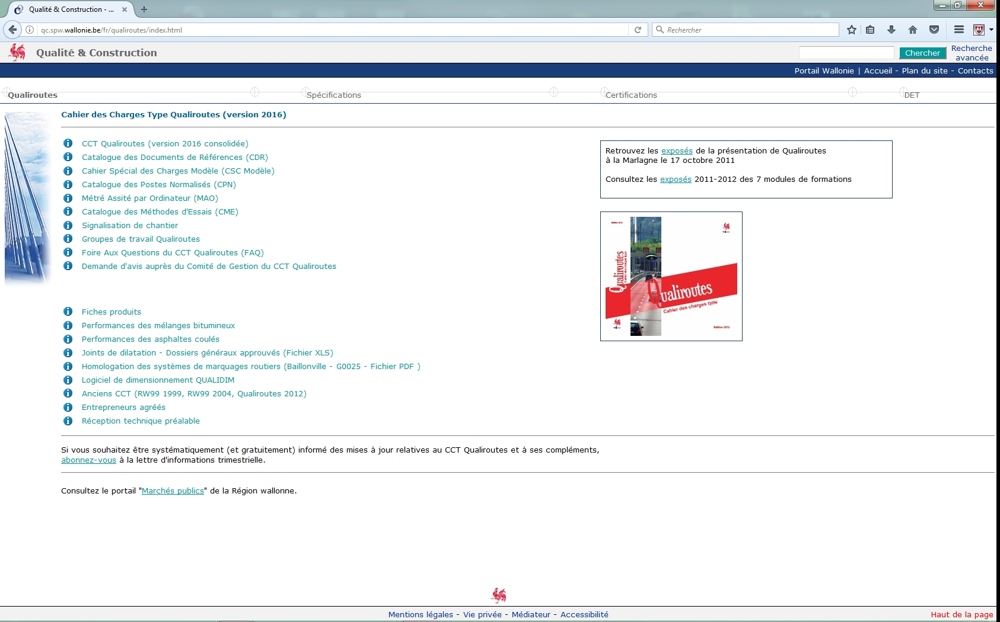 Qualité & Construction - ...
qc.spw.wallonie.be/fr/qualiroutes/index.html
Rechercher
Qualité & Construction
Chercher
Recherche
avancée
Portail Wallonie | Accueil - Plan du site - Contacts
Qualiroutes
Spécifications
Certifications
DET
Cahier des Charges Type Qualiroutes (version 2016)
CCT Qualiroutes (version 2016 consolidée)
Catalogue des Documents de Références (CDR)
Cahier Spécial des Charges Modèle (CSC Modèle)
Catalogue des Postes Normalisés (CPN)
Métré Assité par Ordinateur (MAO)
Catalogue des Méthodes d'Essais (CME)
Signalisation de chantier
Groupes de travail Qualiroutes
Foire Aux Questions du CCT Qualiroutes (FAQ)
Demande d'avis auprès du Comité de Gestion du CCT Qualiroutes
Fiches produits
Performances des mélanges bitumineux
Performances des asphaltes coulés
Joints de dilatation - Dossiers généraux approuvés (Fichier XLS)
Homologation des systèmes de marquages routiers (Baillonville - G0025 - Fichier PDF )
Logiciel de dimensionnement QUALIDIM
Anciens CCT (RW99 1999, RW99 2004, Qualiroutes 2012)
Entrepreneurs agréés
Réception technique préalable
Retrouvez les exposés de la présentation de Qualiroutes
à la Marlagne le 17 octobre 2011
Consultez les exposés 2011-2012 des 7 modules de formations
Edition 2012
Qualiroutes
Cahier des charges type
Qualiroutes
Cahier des charges type
Edition 2012
Si vous souhaitez être systématiquement (et gratuitement) informé des mises à jour relatives au CCT Qualiroutes et à ses compléments,
abonnez-vous à la lettre d'informations trimestrielle.
Consultez le portail "Marchés publics" de la Région wallonne.
Mentions légales - Vie privée - Médiateur - Accessibilité
Haut de la page